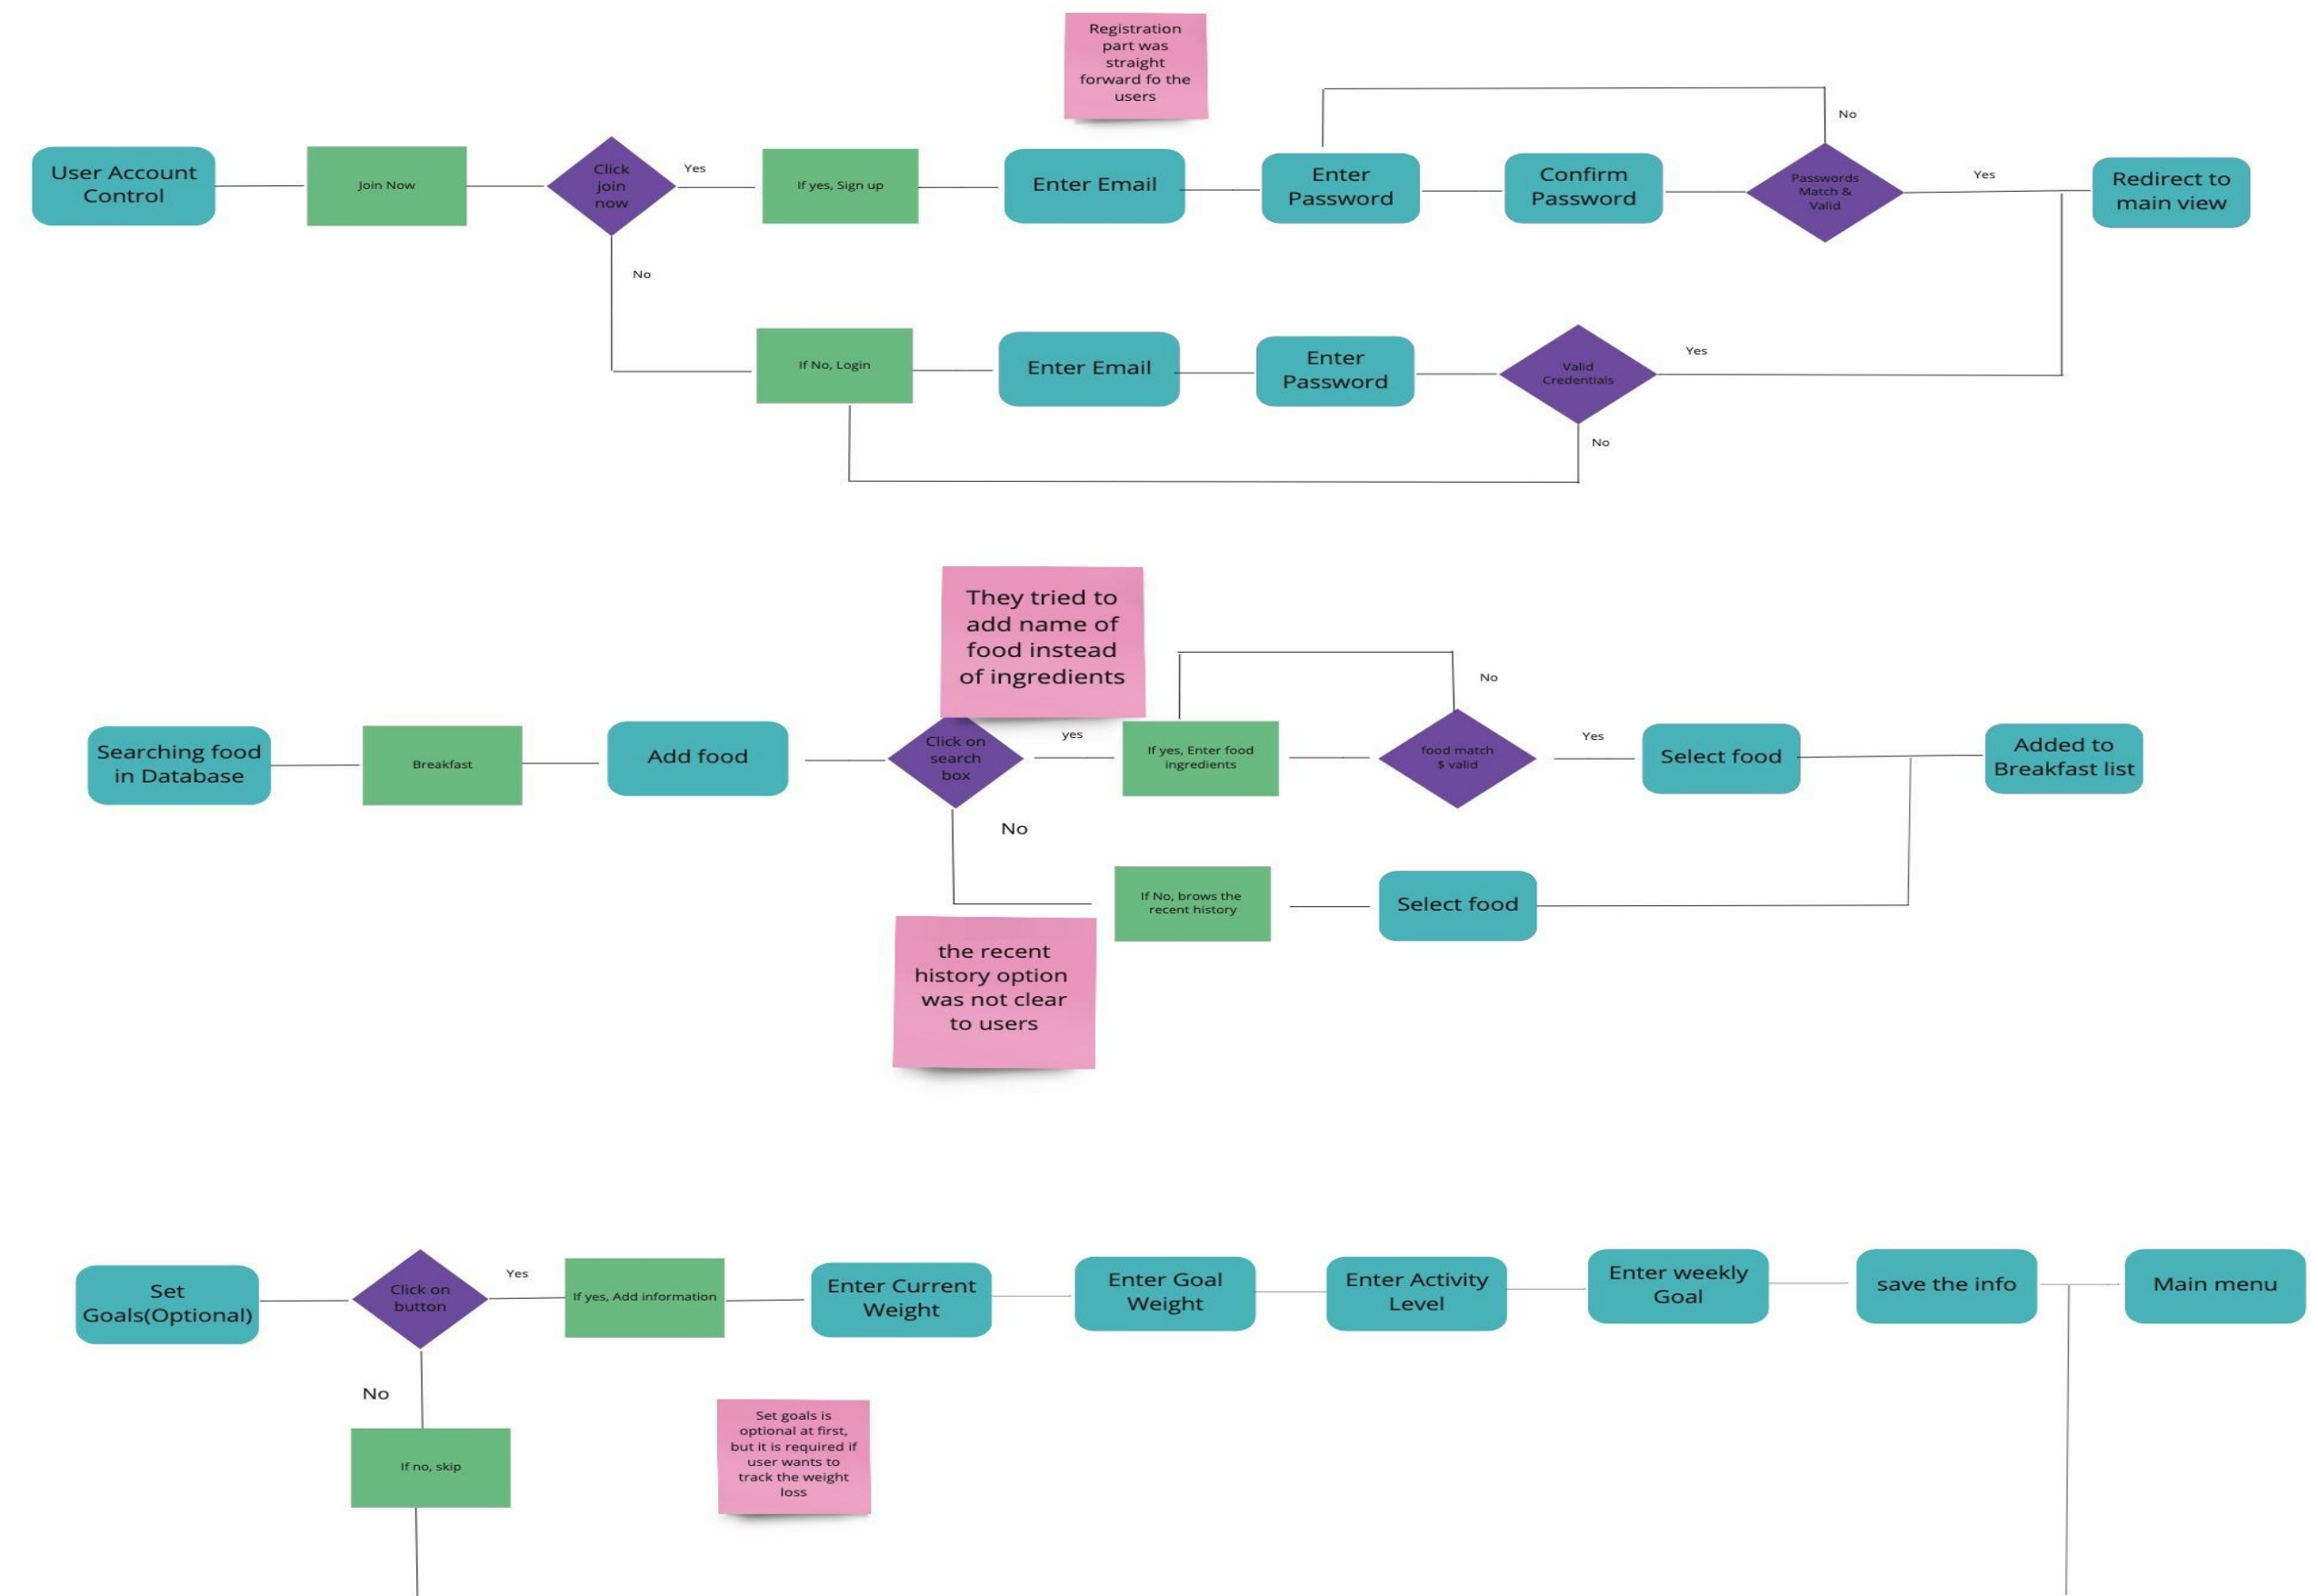 Registration
part was
straight
forward fo the
users
No
User Account
Control
Join Now
Click
join
now
Yes
If yes, Sign up
Enter Email
Enter
Password
Confirm
Password
Passwords
Match &
Valid
Yes
Redirect to
main view
No
If No, Login
Enter Email
Enter
Password
Valid
Credentials
Yes
No
They tried to
add name of
food instead
of ingredients
No
Searching food
in Database
Breakfast
Add food
Click on
search
box
yes
If yes, Enter food
ingredients
food match
$ valid
Yes
Select food
Added to
Breakfast list
No
If No, brows the
recent history
Select food
the recent
history option
was not clear
to users
Set
Goals(Optional)
Click on
button
Yes
If yes, Add information
Enter Current
Weight
Enter Goal
Weight
Enter Activity
Level
Enter weekly
Goal
save the info
Main menu
No
If no, skip
Set goals is
optional at first,
but it is required if
user wants to
track the weight
loss